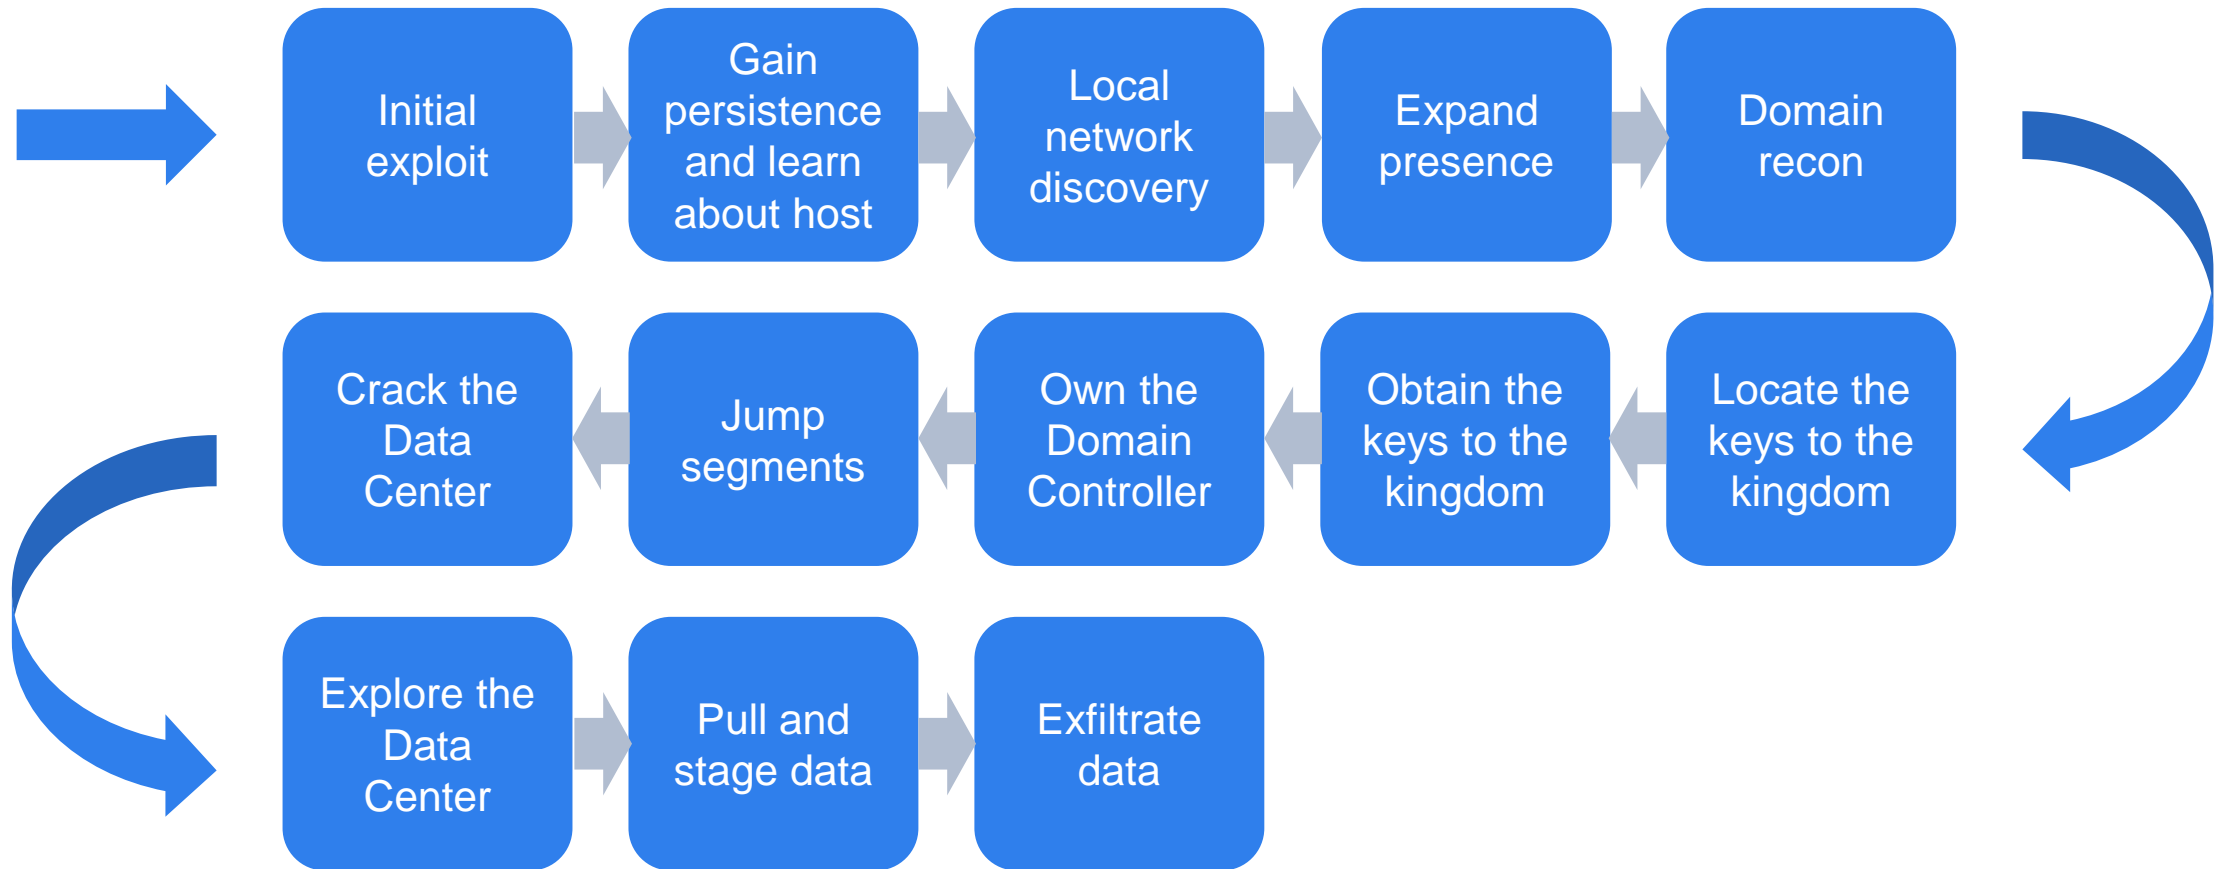 Initial
exploit
Gain
persistence
and learn
about host
Local
network
discovery
Expand
presence
Domain
recon
Locate the
keys to the
kingdom
Obtain the
keys to the
kingdom
Own the
Domain
Controller
Jump
segments
Crack the
Data
Center
Explore the
Data
Center
Pull and
stage data
Exfiltrate
data